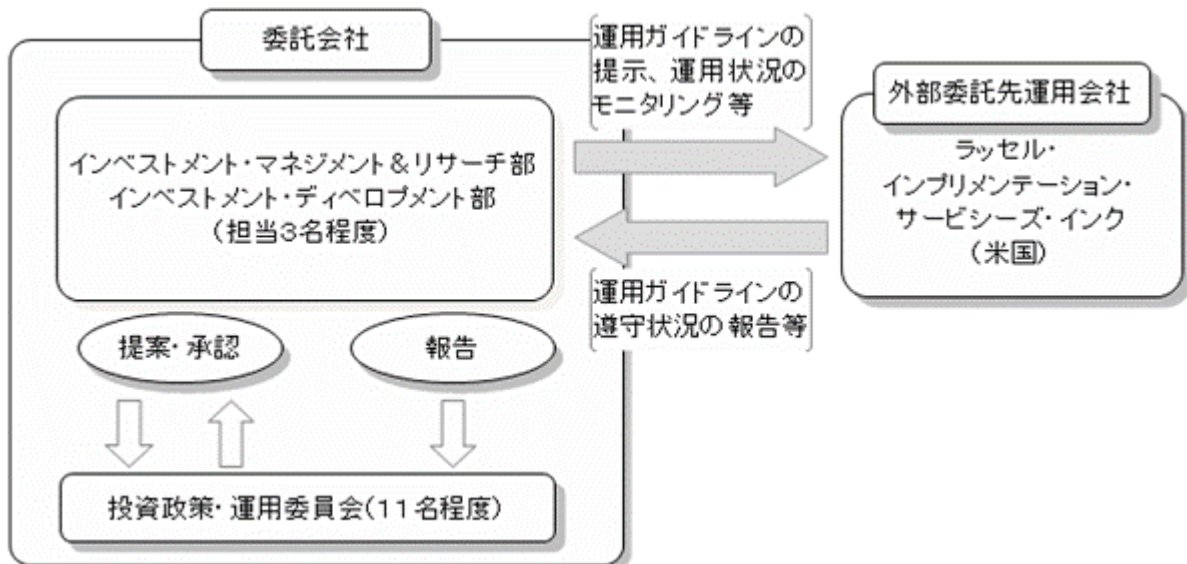 委託会社
インベストメント・マネジメント＆リサーチ部
インベストメント・ディベロプメント部
（担当3名程度）
提案・承認
報告
投資政策・運用委員会(11名程度)
運用ガイドラインの
提示、運用状況の
モニタリング等
運用ガイドラインの
遵守状況の報告等
外部委託先運用会社
ラッセル・
インプリメンテーション・
サービシーズ・インク
（米国）